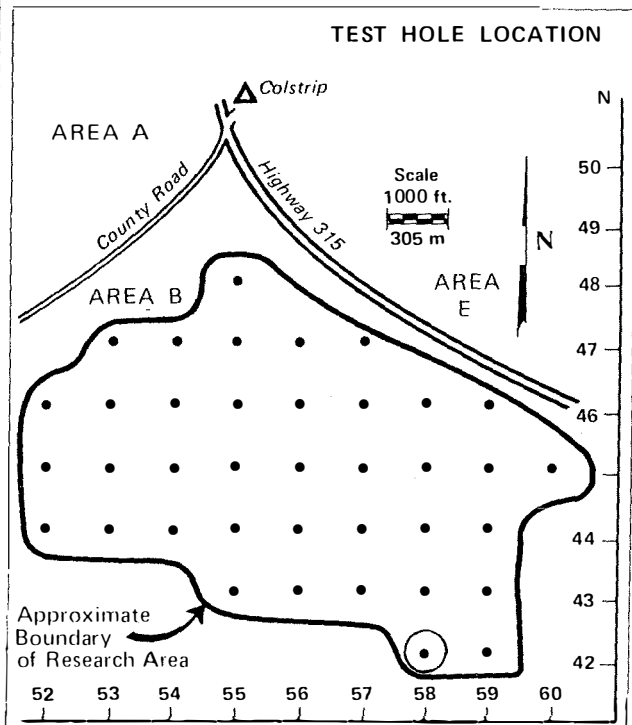 TEST HOLE LOCATION
Colstrip
N
AREA A
County Road
Highway 315
Scale
1000 ft.
305 m
N
50
49
48
47
46
44
43
42
AREA B
AREA
E
Approximate
Boundary
of Research Area
52 53 54 55 56 57 58 59 60